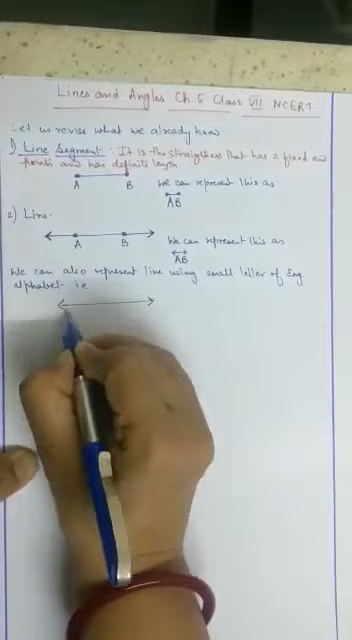 Lines and Angles Ch. 5 Class VII NCERT
Let us revise what we already know
1) Line Segment : It is the straight line that has 2 fixed end
points and has definite length
A B We can represent this as
AB
2) Line.
A B We can represent this as
AB
We can also represent line using small letter of Eng
alphabet. i.e